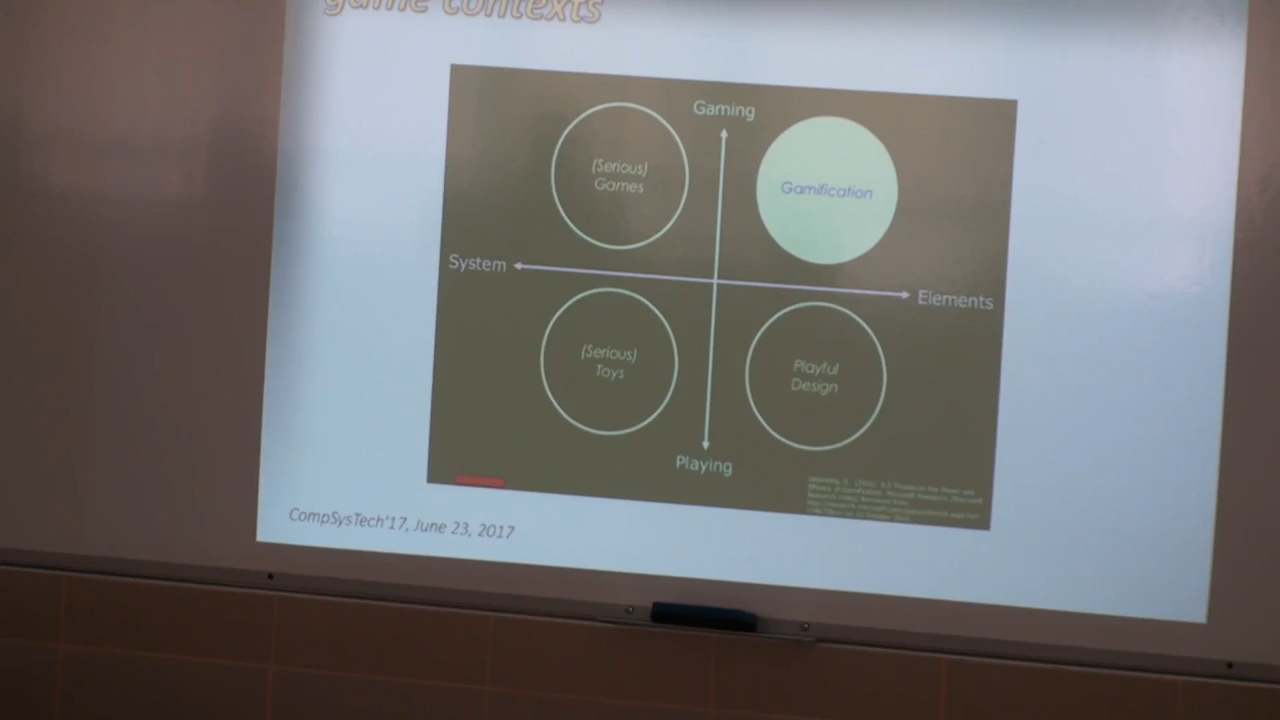 game contexts
Gaming
(Serious)
Games
Gamification
System
Elements
(Serious)
Toys
Playful
Design
Playing
CompSysTech'17, June 23, 2017